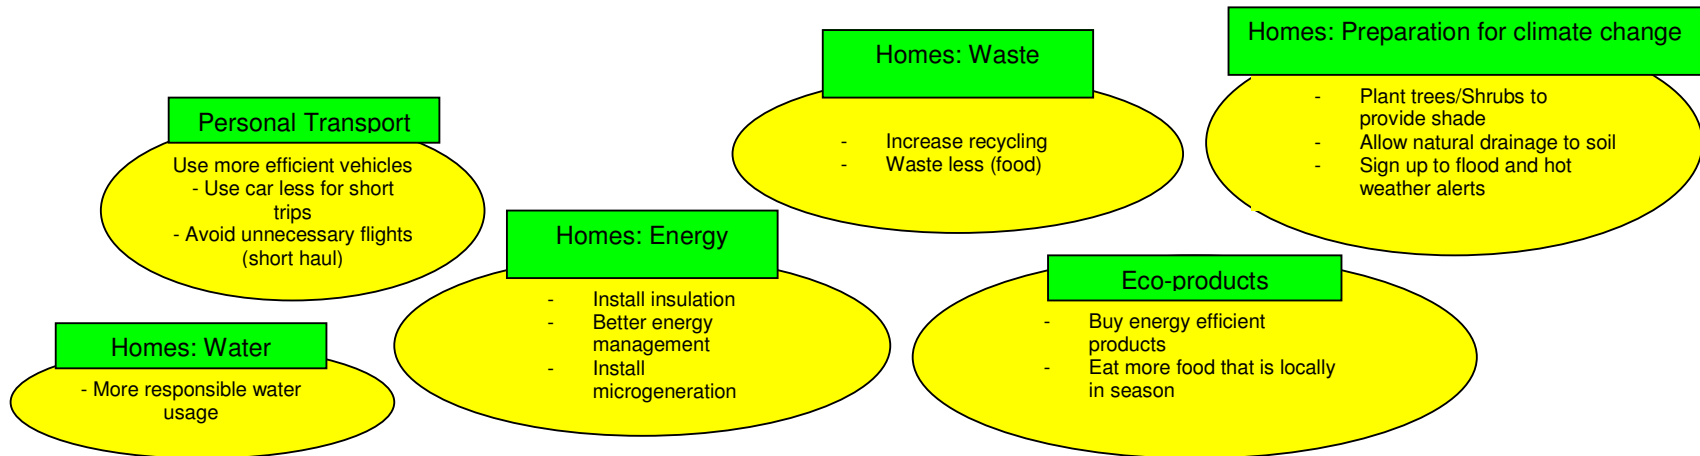 Personal Transport
Use more efficient vehicles
- Use car less for short
trips
- Avoid unnecessary flights
(short haul)
Homes: Water
- More responsible water
usage
Homes: Energy
- Install insulation
- Better energy
management
- Install
microgeneration
Homes: Waste
- Increase recycling
- Waste less (food)
Eco-products
- Buy energy efficient
products
- Eat more food that is locally
in season
Homes: Preparation for climate change
- Plant trees/Shrubs to
provide shade
- Allow natural drainage to soil
- Sign up to flood and hot
weather alerts